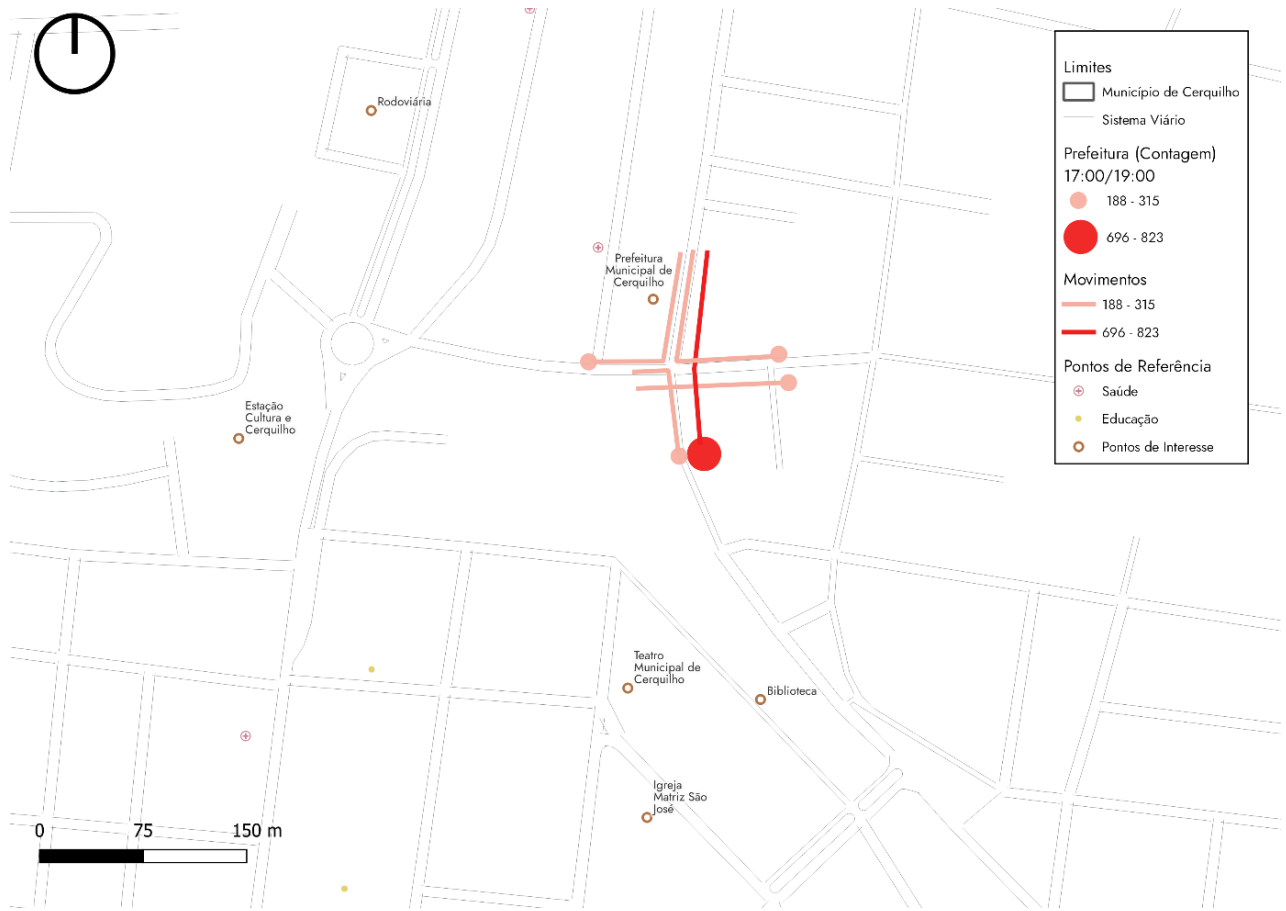 Rodoviária
Prefeitura
Municipal de
Cerquilho
Estação
Cultura e
Cerquilho
Teatro
Municipal de
Cerquilho
Biblioteca
Igreja
Matriz São
José
0 75 150 m
Limites
Município de Cerquilho
Sistema Viário
Prefeitura (Contagem)
17:00/19:00
188 - 315
696 - 823
Movimentos
188 - 315
696 - 823
Pontos de Referência
Saúde
Educação
Pontos de Interesse